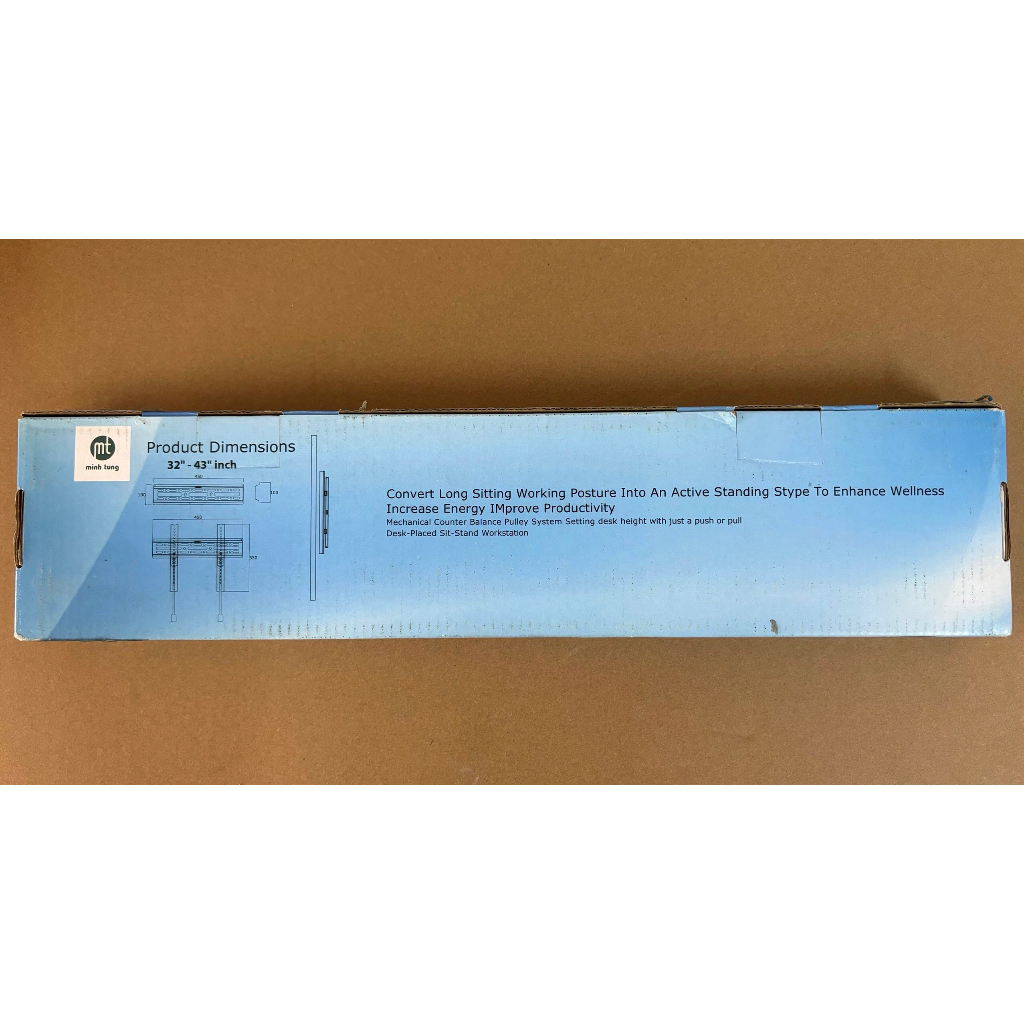 mt
minh tung
Product Dimensions
32" - 43" inch
450
450
Convert Long Sitting Working Posture Into An Active Standing Stype To Enhance Wellness
Increase Energy IMprove Productivity
Mechanical Counter Balance Pulley System Setting desk height with just a push or pull
Desk-Placed Sit-Stand Workstation